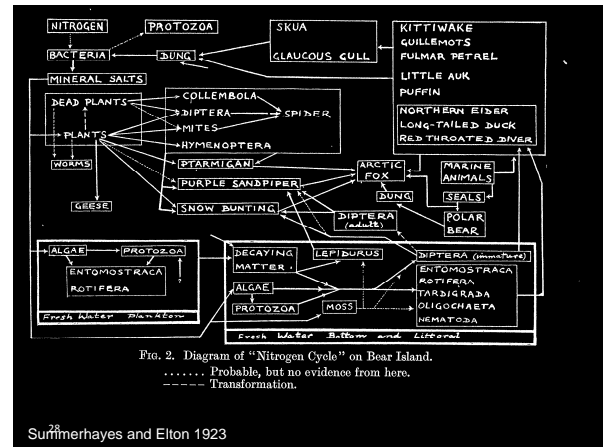 NITROGEN
PROTOZOA
BACTERIA
DUNG
MINERAL SALTS
SKUA
GLAUCOUS GULL
KITTIWAKE
GUILLEMOTS
FULMAR PETREL
LITTLE AUK
PUFFIN
NORTHERN EIDER
LONG-TAILED DUCK
RED THROATED DIVER
DEAD PLANTS
PLANTS
WORMS
GEESE
COLLEMBOLA
DIPTERA
MITES
HYMENOPTERA
SPIDER
PTARMIGAN
PURPLE SANDPIPER
SNOW BUNTING
ARCTIC
FOX
MARINE
ANIMALS
DUNG
SEALS
POLAR
BEAR
DIPTERA
(adult)
ALGAE
PROTOZOA
ENTOMOSTRACA
ROTIFERA
?
Fresh Water Plankton
DECAYING
MATTER.
LEPIDURUS
DIPTERA (immature)
ALGAE
PROTOZOA
MOSS
ENTOMOSTRACA
ROTIFERA
TARDIGRADA
OLIGOCHAETA
NEMATODA
Fresh Water Bottom and Littoral
FIG. 2. Diagram of "Nitrogen Cycle" on Bear Island.
....... Probable, but no evidence from here.
----- Transformation.
28
Summerhayes and Elton 1923